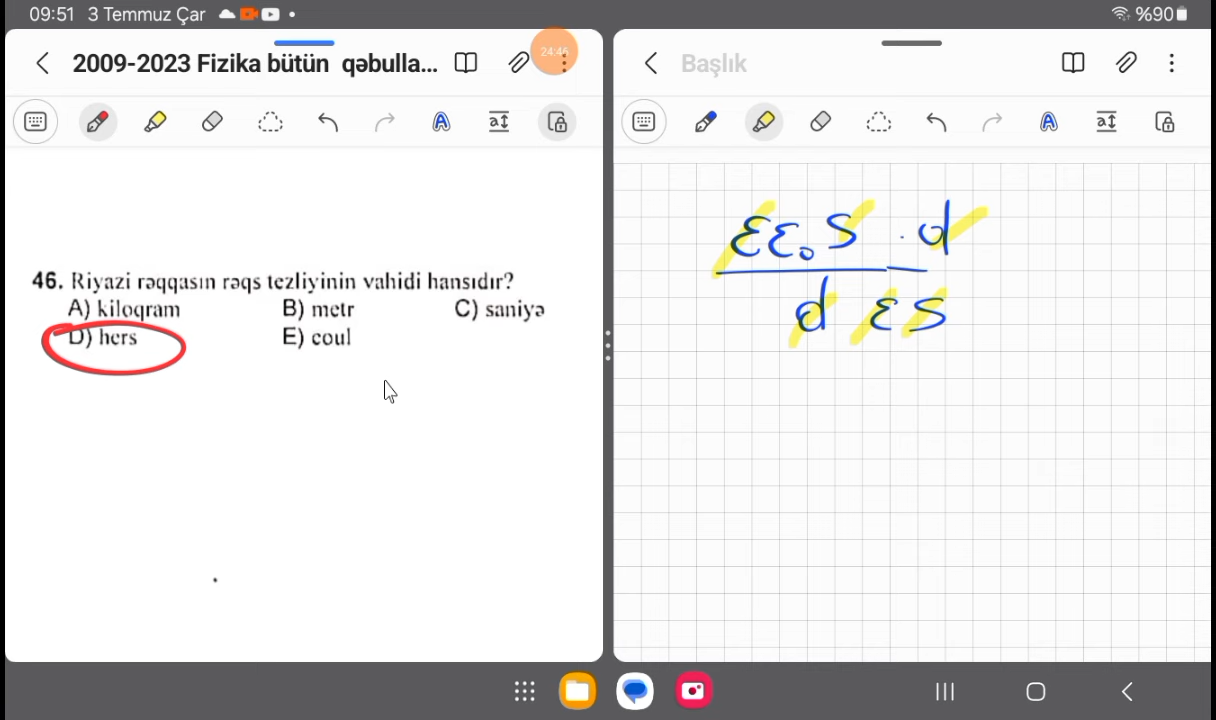 09:51 3 Temmuz Çar %90
2009-2023 Fizika bütün qəbulla...
24:46
Başlık
46. Riyazi rəqqasın rəqs tezliyinin vahidi hansıdır?
A) kiloqram B) metr C) saniyə
D) hers E) coul
εε₀S · d
d ε S